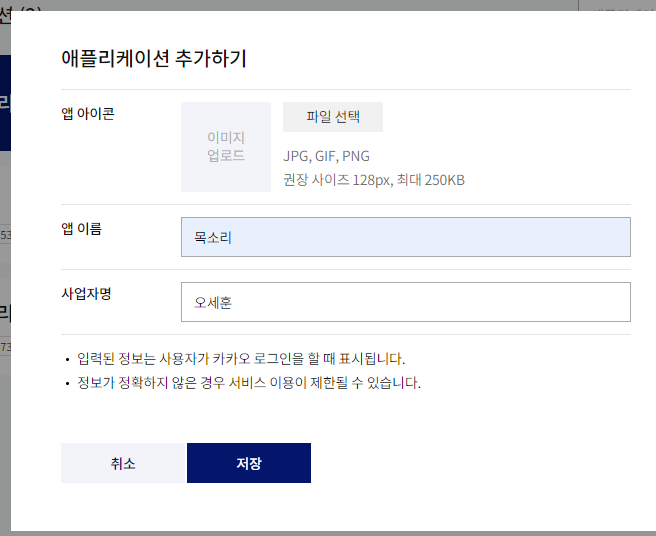 애플리케이션 추가하기
앱 아이콘
이미지
업로드
파일 선택
JPG, GIF, PNG
권장 사이즈 128px, 최대 250KB
앱 이름
목소리
사업자명
오세훈
• 입력된 정보는 사용자가 카카오 로그인을 할 때 표시됩니다.
• 정보가 정확하지 않은 경우 서비스 이용이 제한될 수 있습니다.
취소
저장